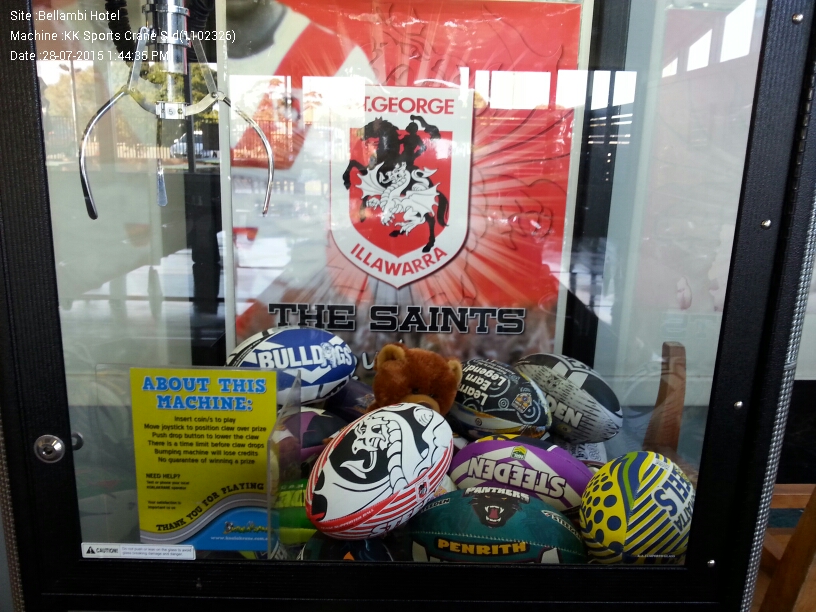 Site :Bellambi Hotel
Machine :KK Sports Crane
Date :28-07-2015 1:44:35 PM
ST.GEORGE
ILLAWARRA
THE SAINTS
BULLDOGS
Learn
Legend
STEEDEN
PANTHERS
PENRITH
ABOUT THIS
MACHINE:
Insert coin/s to play
Move joystick to position claw over prize
Push drop button to lower the claw
There is a time limit before claw drops
Bumping machine will lose credits
No guarantee of winning a prize
NEED HELP?
THANK YOU FOR PLAYING
CAUTION!